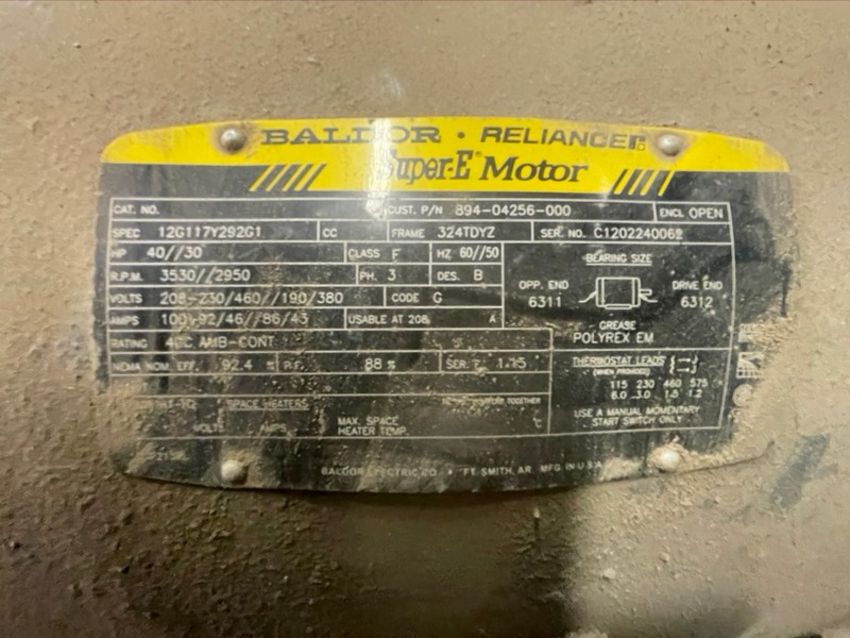 BALDOR • RELIANCE
Super-E® Motor
CAT. NO. CUST. P/N 894-04256-000 ENCL OPEN
SPEC 12G117Y292G1 CC FRAME 324TDYZ SER. NO. C1202240069
HP 40//30 CLASS F HZ 60//50
R.P.M. 3530//2950 PH. 3 DES. B
VOLTS 208-230/460//190/380 CODE G
AMPS 100-92/46//86/43 USABLE AT 208 A
RATING 40C AMB-CONT
NEMA NOM. EFF. 92.4 % P.F. 88 % SER. F. 1.15
BEARING SIZE
OPP. END DRIVE END
6311 6312
GREASE
POLYREX EM
THERMOSTAT LEADS
(WHEN PROVIDED)
115 230 460 575
6.0 3.0 1.5 1.2
USE A MANUAL MOMENTARY
START SWITCH ONLY
SPACE HEATERS TOGETHER
VOLTS AMPS MAX. SPACE HEATER TEMP. °C
BALDOR ELECTRIC CO. • FT. SMITH, AR. MFG. IN U.S.A.